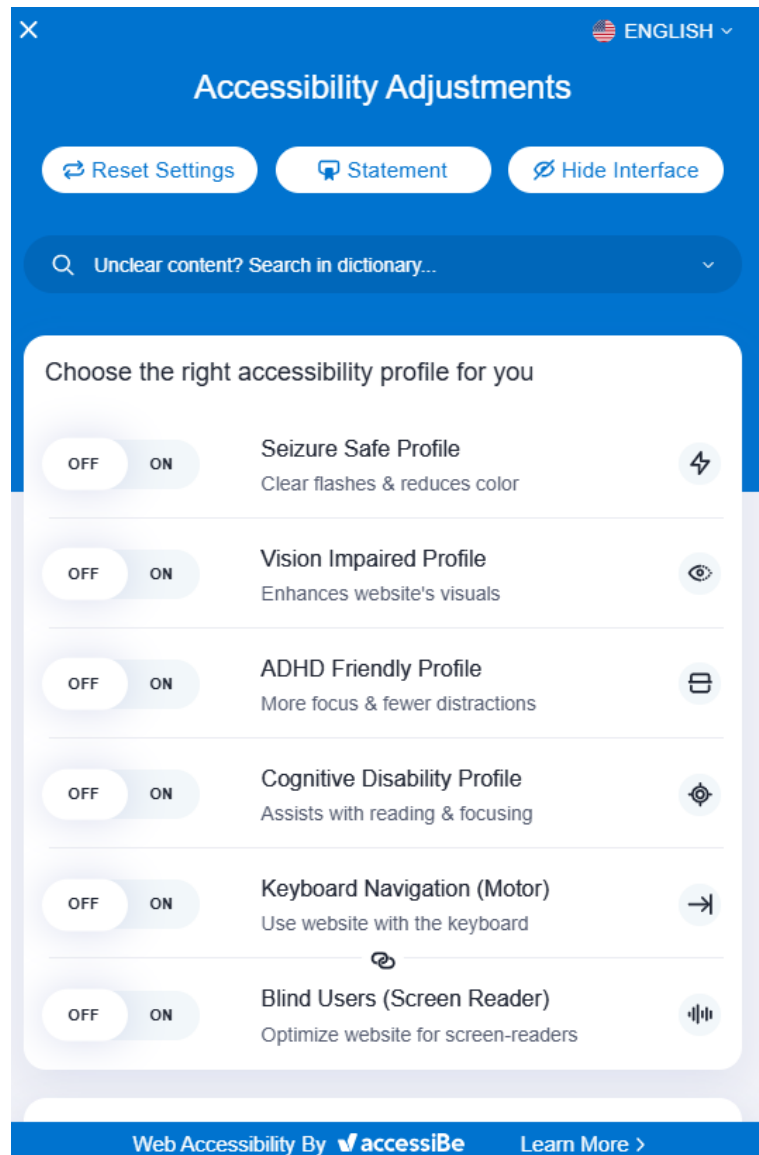 ENGLISH
Accessibility Adjustments
Reset Settings
Statement
Hide Interface
Unclear content? Search in dictionary...
Choose the right accessibility profile for you
OFF ON
Seizure Safe Profile
Clear flashes & reduces color
OFF ON
Vision Impaired Profile
Enhances website's visuals
OFF ON
ADHD Friendly Profile
More focus & fewer distractions
OFF ON
Cognitive Disability Profile
Assists with reading & focusing
OFF ON
Keyboard Navigation (Motor)
Use website with the keyboard
OFF ON
Blind Users (Screen Reader)
Optimize website for screen-readers
Web Accessibility By accessiBe Learn More >